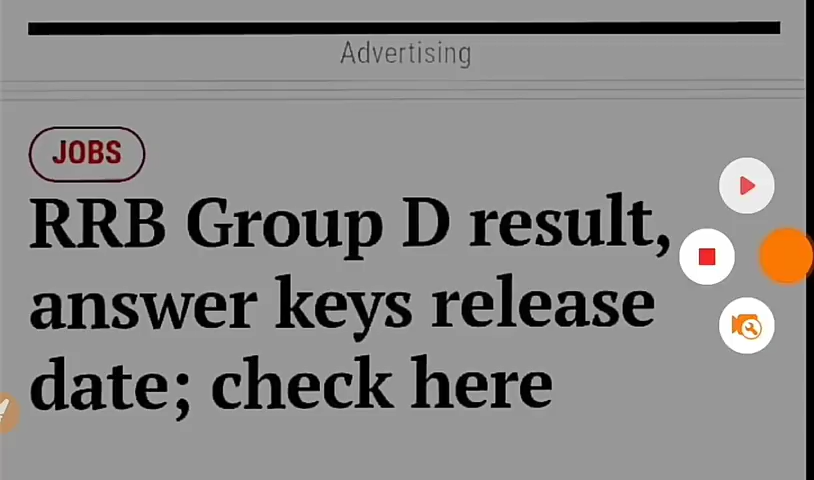 Advertising
JOBS
RRB Group D result,
answer keys release
date; check here